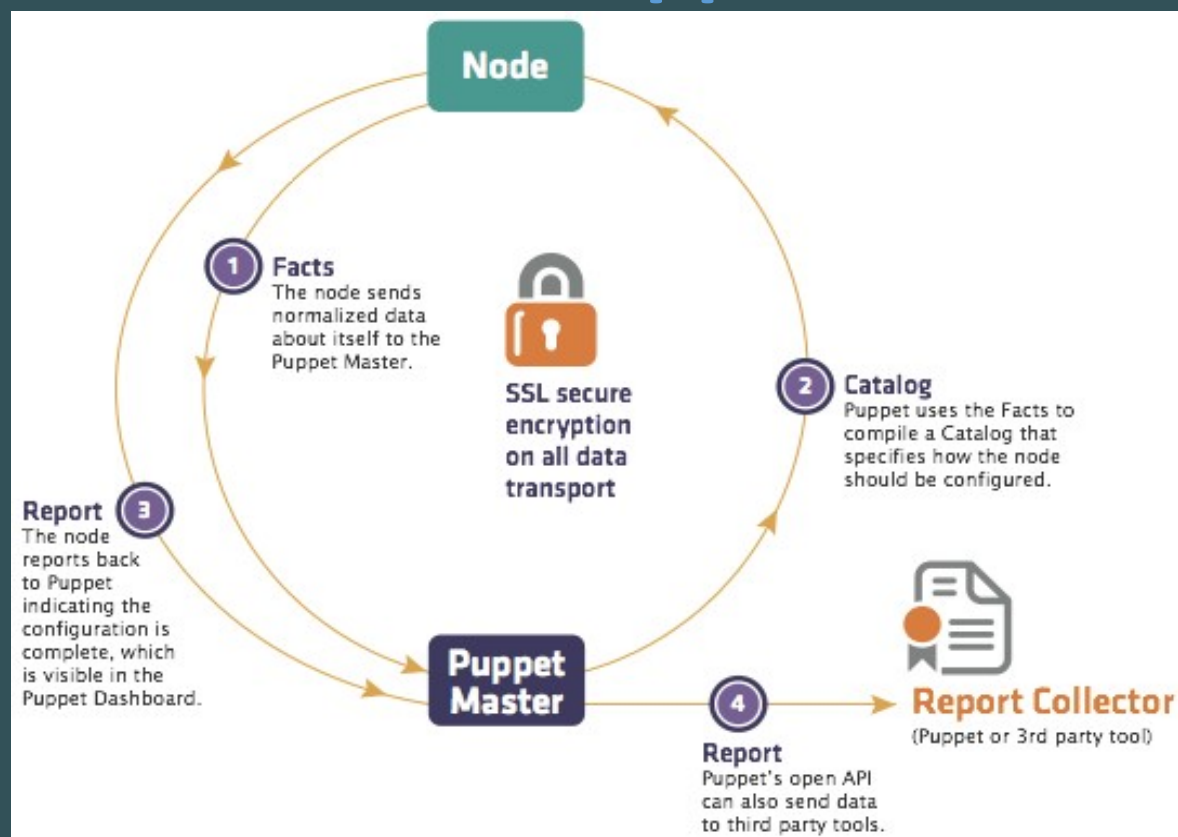 Node
1
Facts
The node sends
normalized data
about itself to the
Puppet Master.
SSL secure
encryption
on all data
transport
2
Catalog
Puppet uses the Facts to
compile a Catalog that
specifies how the node
should be configured.
3
Report
The node
reports back
to Puppet
indicating the
configuration is
complete, which
is visible in the
Puppet Dashboard.
Puppet
Master
4
Report
Puppet's open API
can also send data
to third party tools.
Report Collector
(Puppet or 3rd party tool)